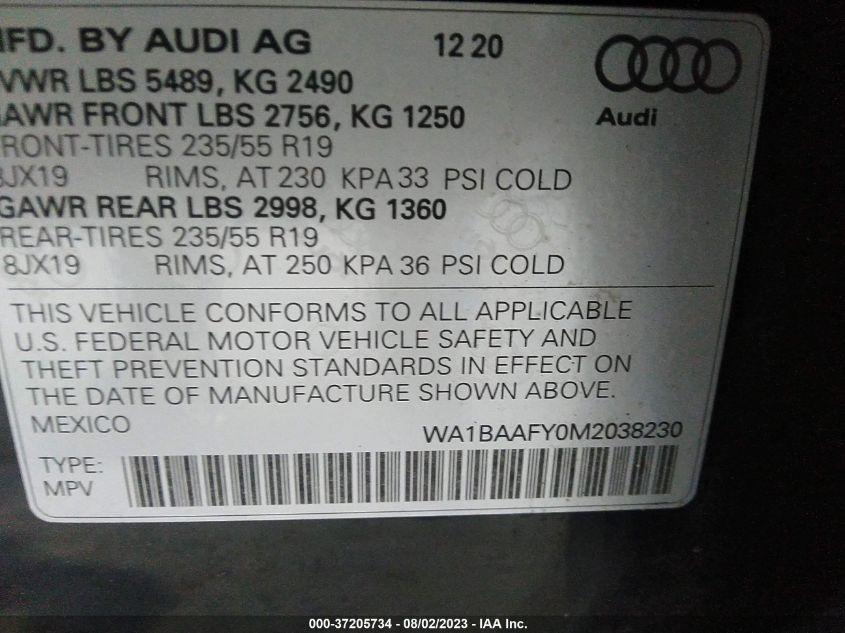 MFD. BY AUDI AG 12 20
VWR LBS 5489, KG 2490
Audi
GAWR FRONT LBS 2756, KG 1250
FRONT-TIRES 235/55 R19
8JX19 RIMS, AT 230 KPA 33 PSI COLD
GAWR REAR LBS 2998, KG 1360
REAR-TIRES 235/55 R19
8JX19 RIMS, AT 250 KPA 36 PSI COLD
THIS VEHICLE CONFORMS TO ALL APPLICABLE
U.S. FEDERAL MOTOR VEHICLE SAFETY AND
THEFT PREVENTION STANDARDS IN EFFECT ON
THE DATE OF MANUFACTURE SHOWN ABOVE.
MEXICO WA1BAAFY0M2038230
TYPE:
MPV
000-37205734 - 08/02/2023 - IAA Inc.